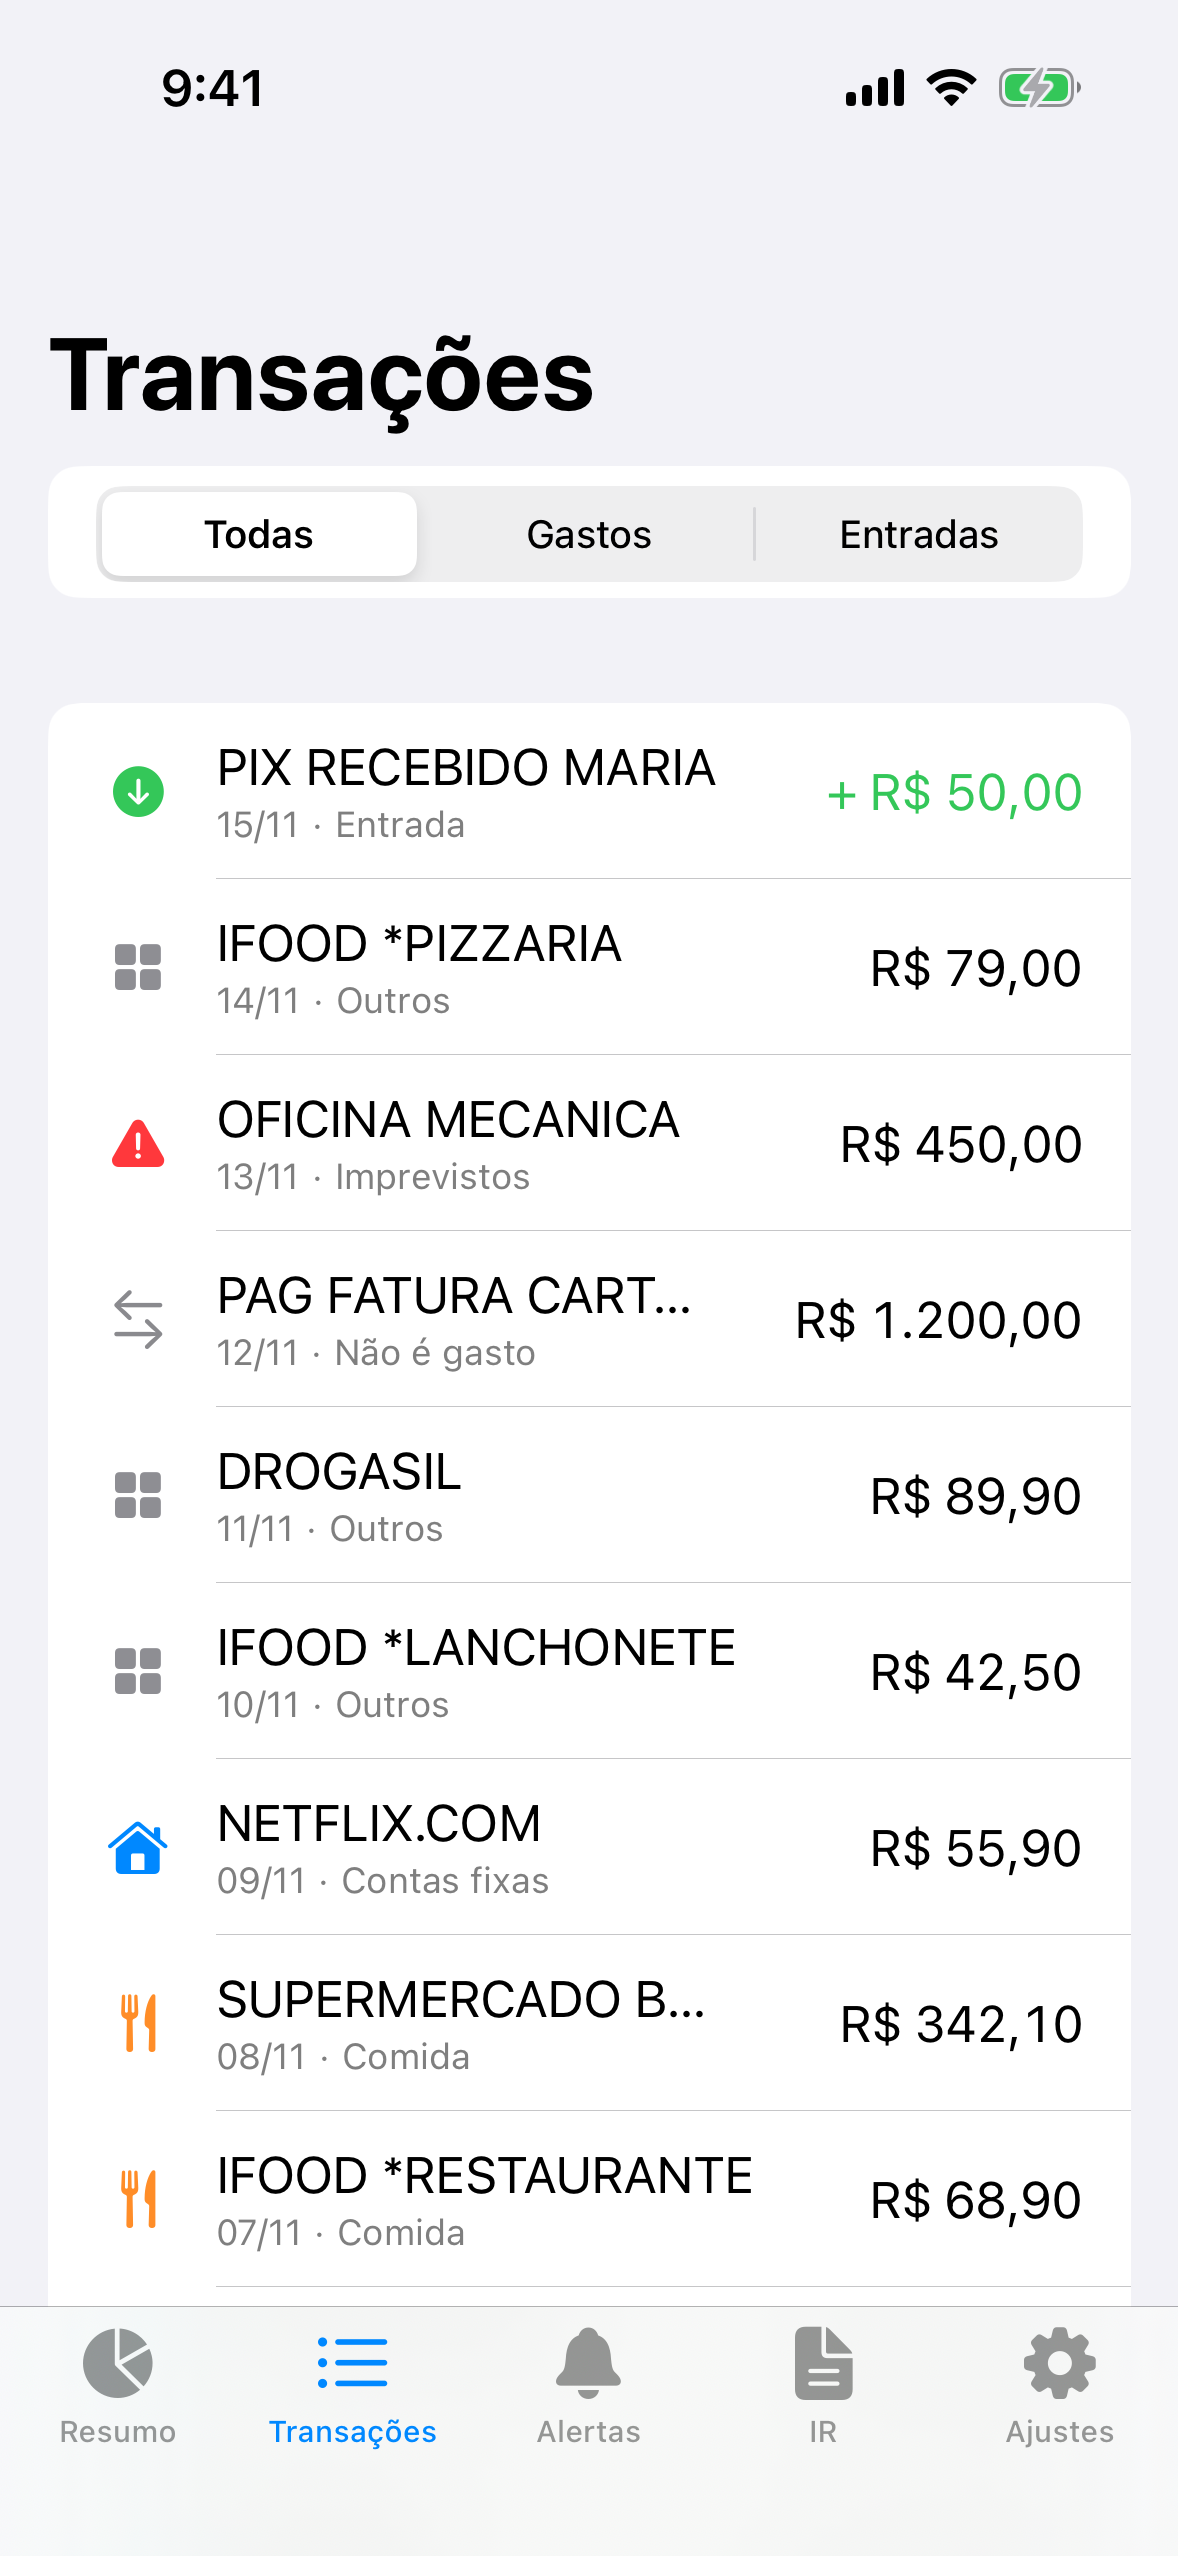 9:41
Transações
Todas
Gastos
Entradas
PIX RECEBIDO MARIA
+ R$ 50,00
15/11 · Entrada
IFOOD *PIZZARIA
R$ 79,00
14/11 · Outros
OFICINA MECANICA
R$ 450,00
13/11 · Imprevistos
PAG FATURA CART...
R$ 1.200,00
12/11 · Não é gasto
DROGASIL
R$ 89,90
11/11 · Outros
IFOOD *LANCHONETE
R$ 42,50
10/11 · Outros
NETFLIX.COM
R$ 55,90
09/11 · Contas fixas
SUPERMERCADO B...
R$ 342,10
08/11 · Comida
IFOOD *RESTAURANTE
R$ 68,90
07/11 · Comida
Resumo
Transações
Alertas
IR
Ajustes